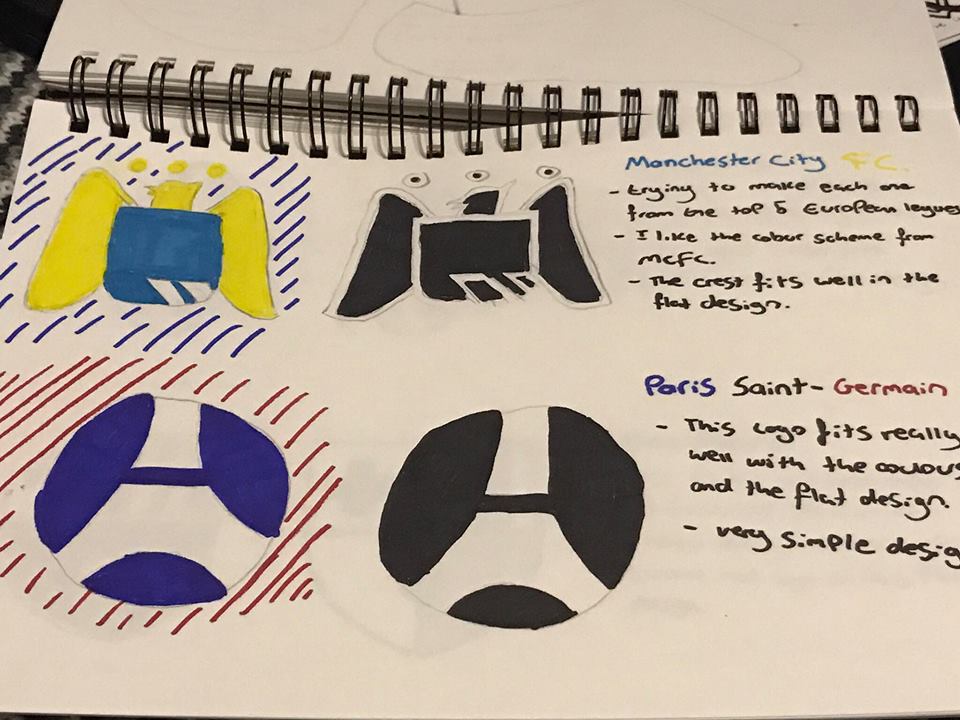 Manchester City FC.
- trying to make each one
from the top 5 European legues
- I like the colour scheme from
MCFC.
- The crest fits well in the
flat design.
Paris Saint-Germain
- This logo fits really
well with the colours
and the flat design.
- very simple desig